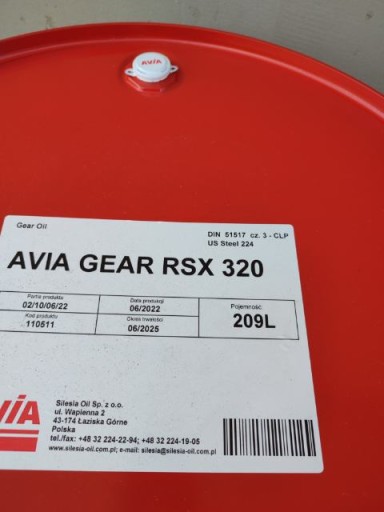 AVIA
Gear Oil
DIN 51517 cz. 3 - CLP
US Steel 224
AVIA GEAR RSX 320
Partia produktu
02/10/06/22
Data produkcji
06/2022
Pojemność
209L
Kod produktu
110511
Okres trwałości
06/2025
VIA
Silesia Oil Sp. z o.o.
ul. Wapienna 2
43-174 Łaziska Górne
Polska
tel./fax: +48 32 224-22-94; +48 32 224-19-05
www.silesia-oil.com.pl; e-mail: silesia@silesia-oil.com.pl